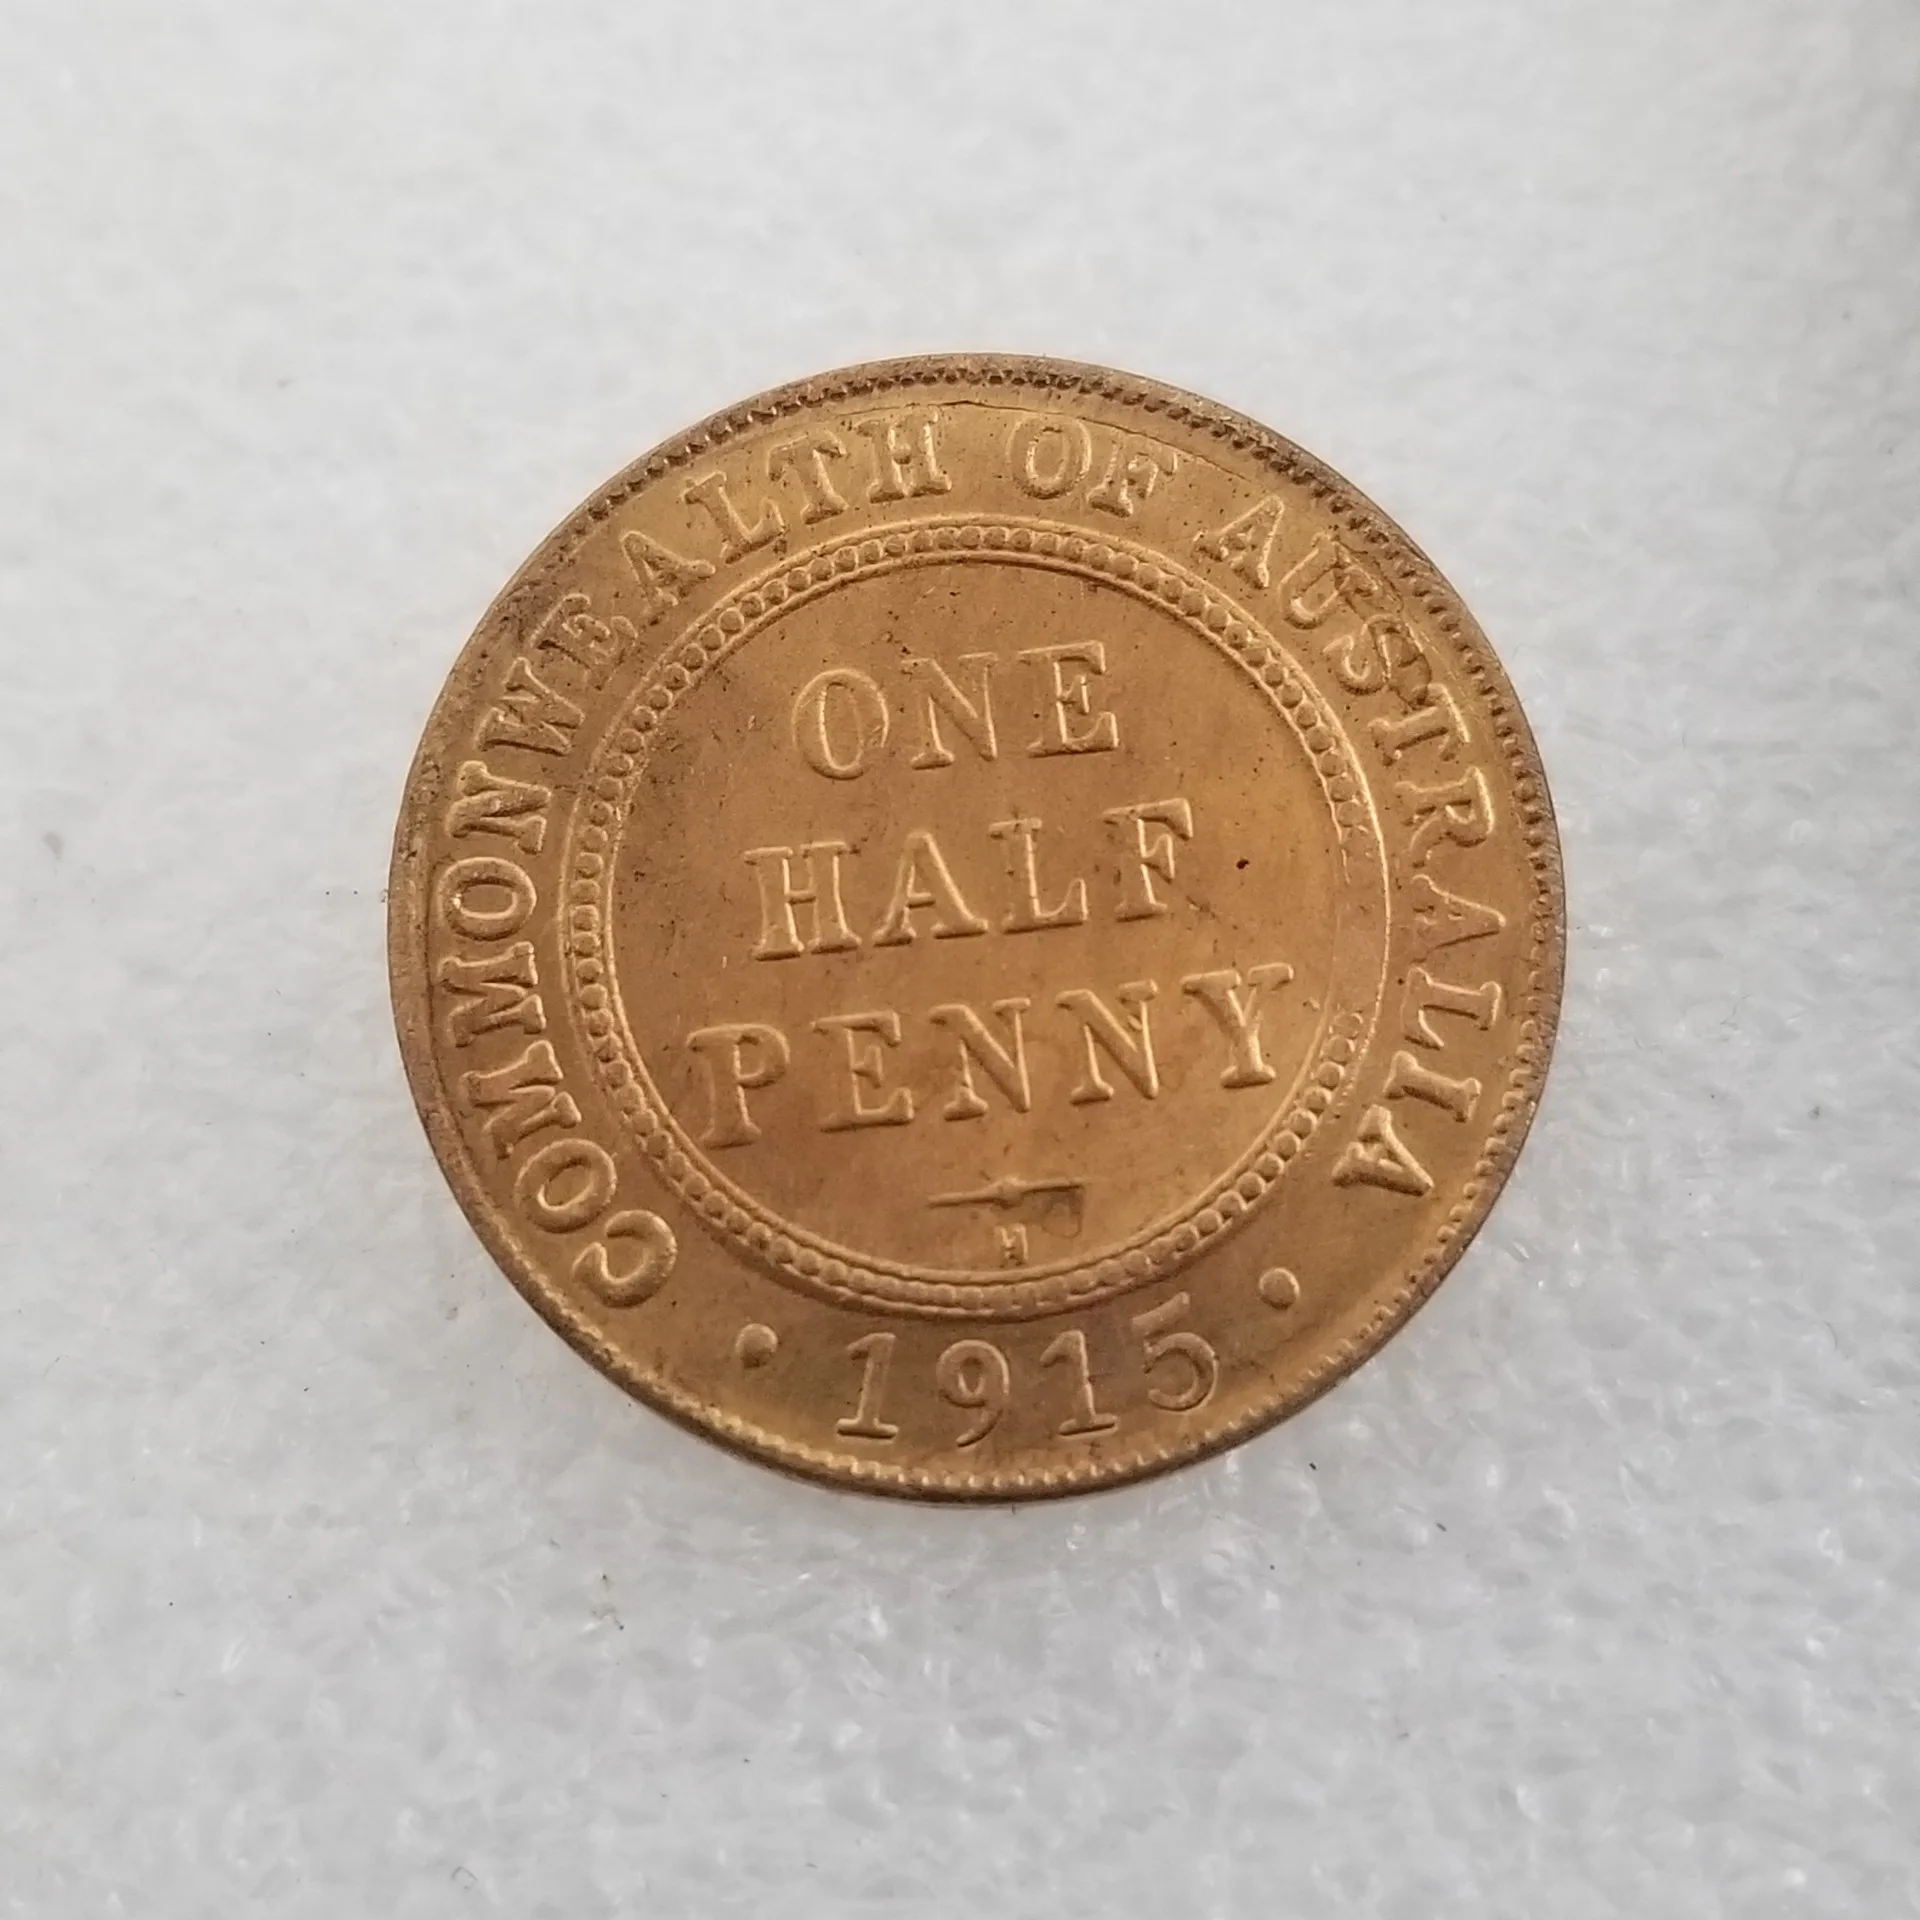 COMMONWEALTH OF AUSTRALIA
ONE
HALF
PENNY
H
1915